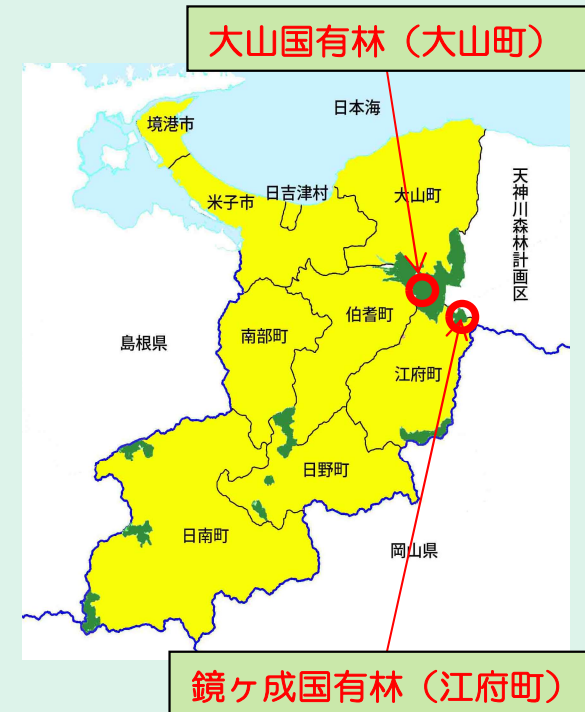 大山国有林（大山町）
日本海
境港市
米子市
日吉津村
大山町
天神川森林計画区
伯耆町
南部町
島根県
江府町
日野町
日南町
岡山県
鏡ヶ成国有林（江府町）